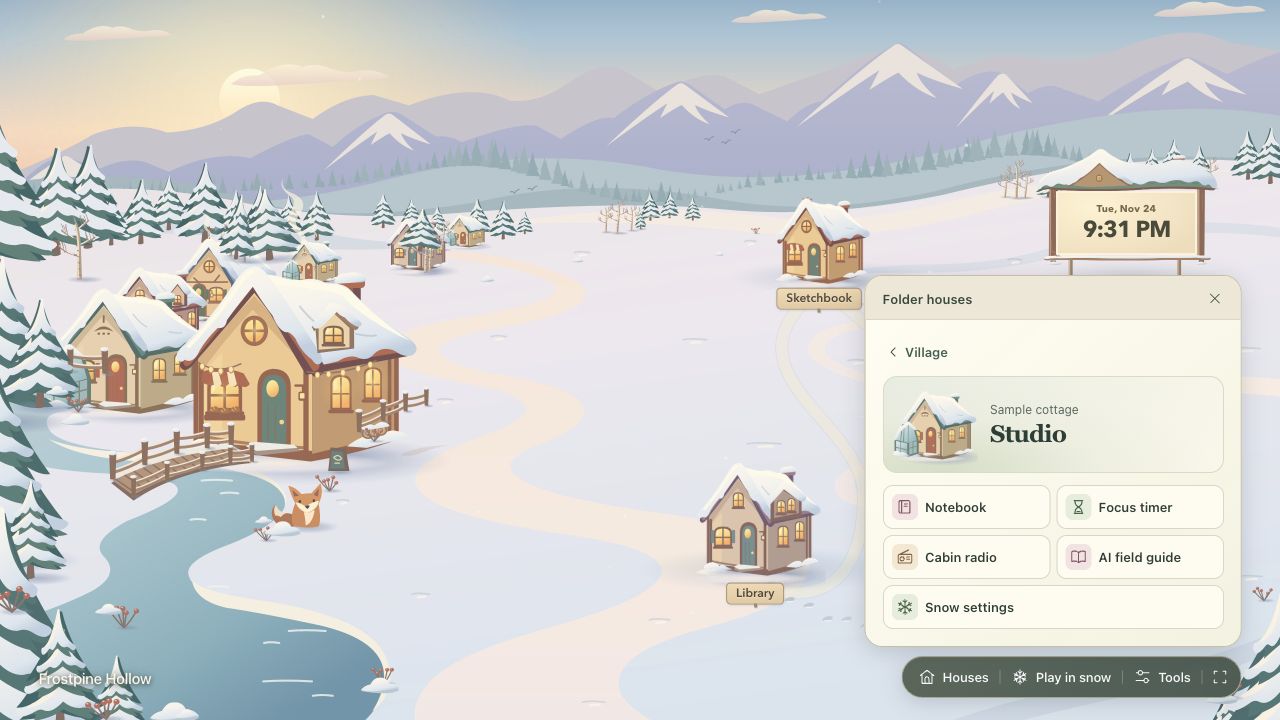 Tue, Nov 24
9:31 PM
Sketchbook
Folder houses
Village
Sample cottage
Studio
Notebook
Focus timer
Cabin radio
AI field guide
Snow settings
Library
Frostpine Hollow
Houses
Play in snow
Tools